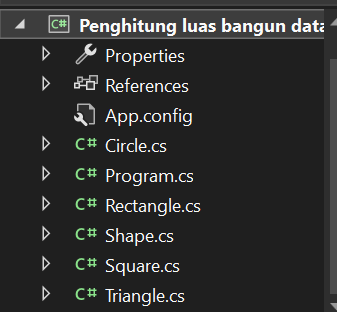 C# Penghitung luas bangun data
Properties
References
App.config
C# Circle.cs
C# Program.cs
C# Rectangle.cs
C# Shape.cs
C# Square.cs
C# Triangle.cs